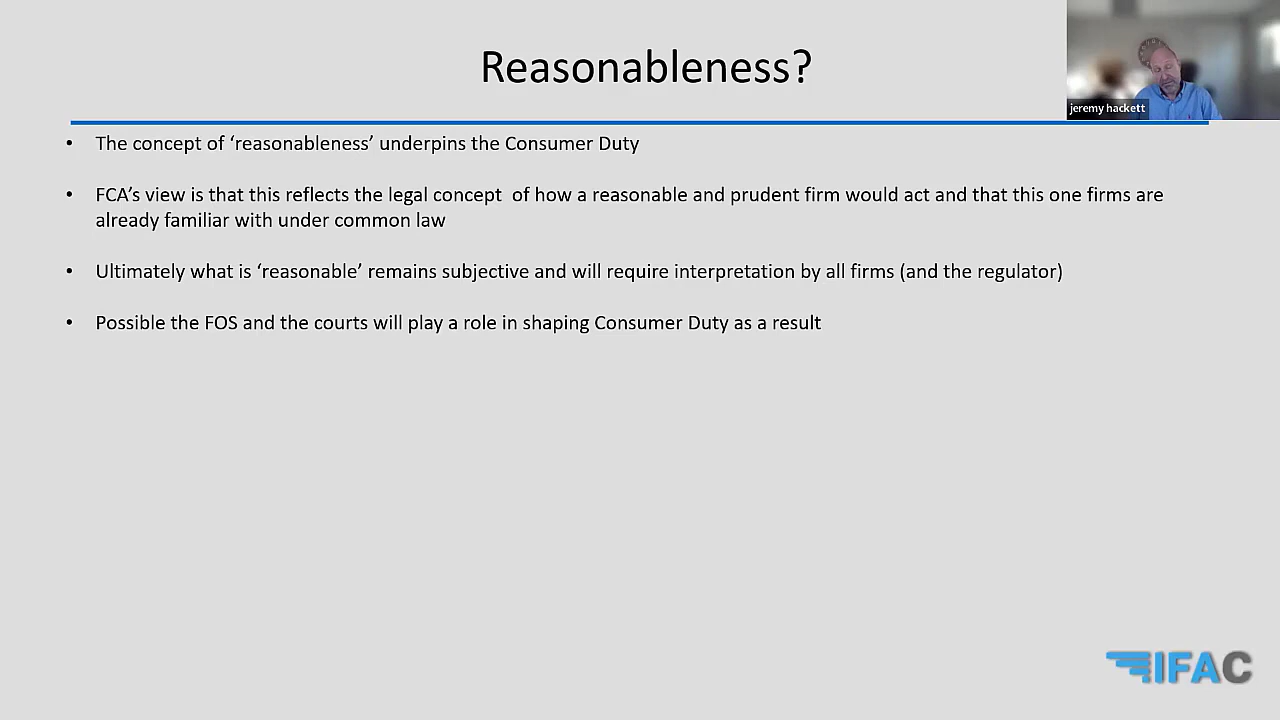 Reasonableness?
jeremy hackett
• The concept of ‘reasonableness’ underpins the Consumer Duty
• FCA’s view is that this reflects the legal concept  of how a reasonable and prudent firm would act and that this one firms are
already familiar with under common law
• Ultimately what is ‘reasonable’ remains subjective and will require interpretation by all firms (and the regulator)
• Possible the FOS and the courts will play a role in shaping Consumer Duty as a result
IFAC